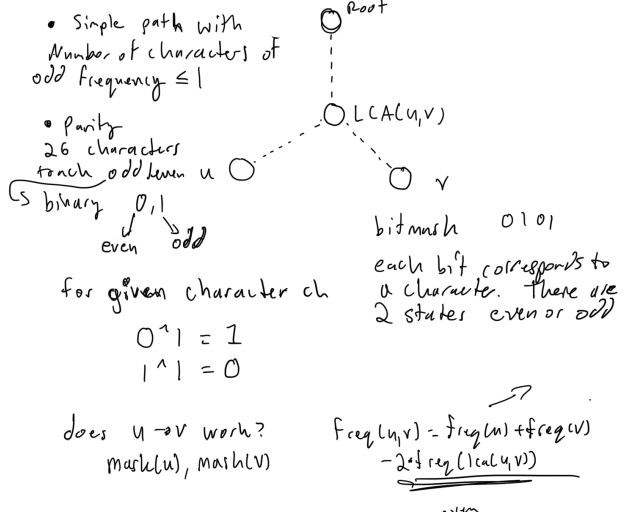 • Simple path with
Number of characters of
odd frequency ≤ 1
Root
LCA(u,v)
• Parity
26 characters
track odd/even
u
v
↳ binary 0,1
even odd
bitmask 0101
each bit corresponds to
a character. There are
2 states even or odd
for given character ch
0^1 = 1
1^1 = 0
does u → v work?
mask(u), mash(v)
freq(u,v) = freq(u) + freq(v)
-2*freq(lca(u,v))